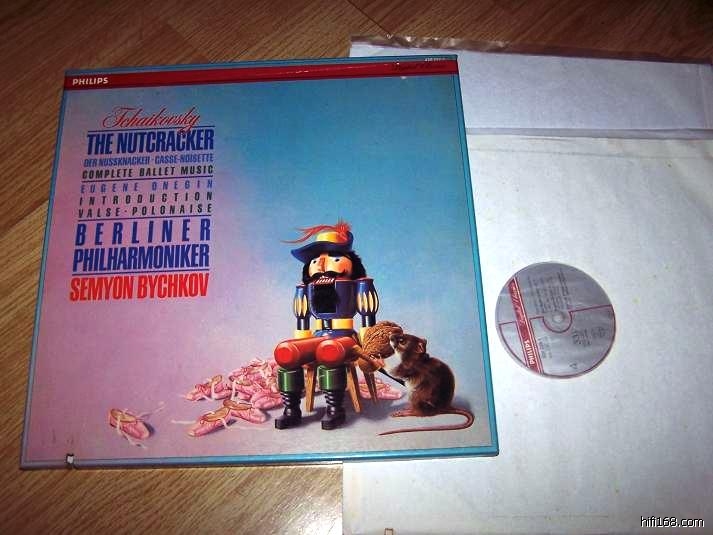 PHILIPS
Tchaikovsky
THE NUTCRACKER
DER NUSSKNACKER · CASSE-NOISETTE
COMPLETE BALLET MUSIC
EUGENE ONEGIN
INTRODUCTION
VALSE · POLONAISE
BERLINER
PHILHARMONIKER
SEMYON BYCHKOV
PHILIPS
hifi168.com